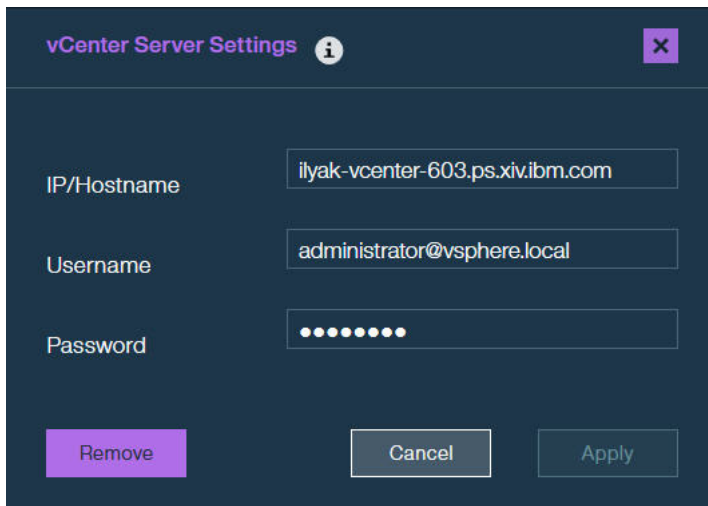 vCenter Server Settings i
×
IP/Hostname
ilyak-vcenter-603.ps.xiv.ibm.com
Username
administrator@vsphere.local
Password
●●●●●●●●
Remove
Cancel
Apply